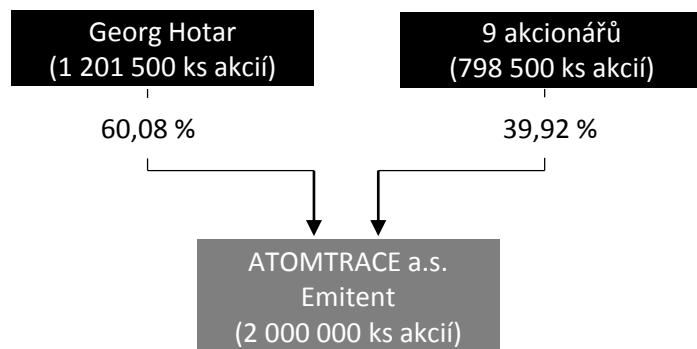 Georg Hotar
(1 201 500 ks akcií)
9 akcionářů
(798 500 ks akcií)
60,08 %
39,92 %
ATOMTRACE a.s.
Emitent
(2 000 000 ks akcií)